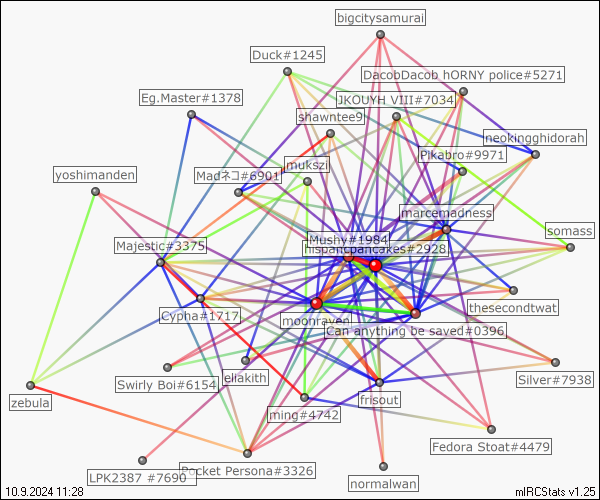 bigcitysamurai
Duck#1245
DacobDacob hORNY police#5271
Eg.Master#1378
JKOUYH VIII#7034
shawntee9
neokingghidorah
Pikabro#9971
mukszi
Madネコ#6901
yoshimanden
marcemadness
somass
Mushy#1984
Majestic#3375
hispanicpancakes#2928
thesecondtwat
Cypha#1717
moonraven
Can anything be saved#0396
Swirly Boi#6154
eliakith
Silver#7938
zebula
frisout
ming#4742
Fedora Stoat#4479
LPK2387 #7690
Pocket Persona#3326
normalwan
10.9.2024 11:28
mIRCStats v1.25